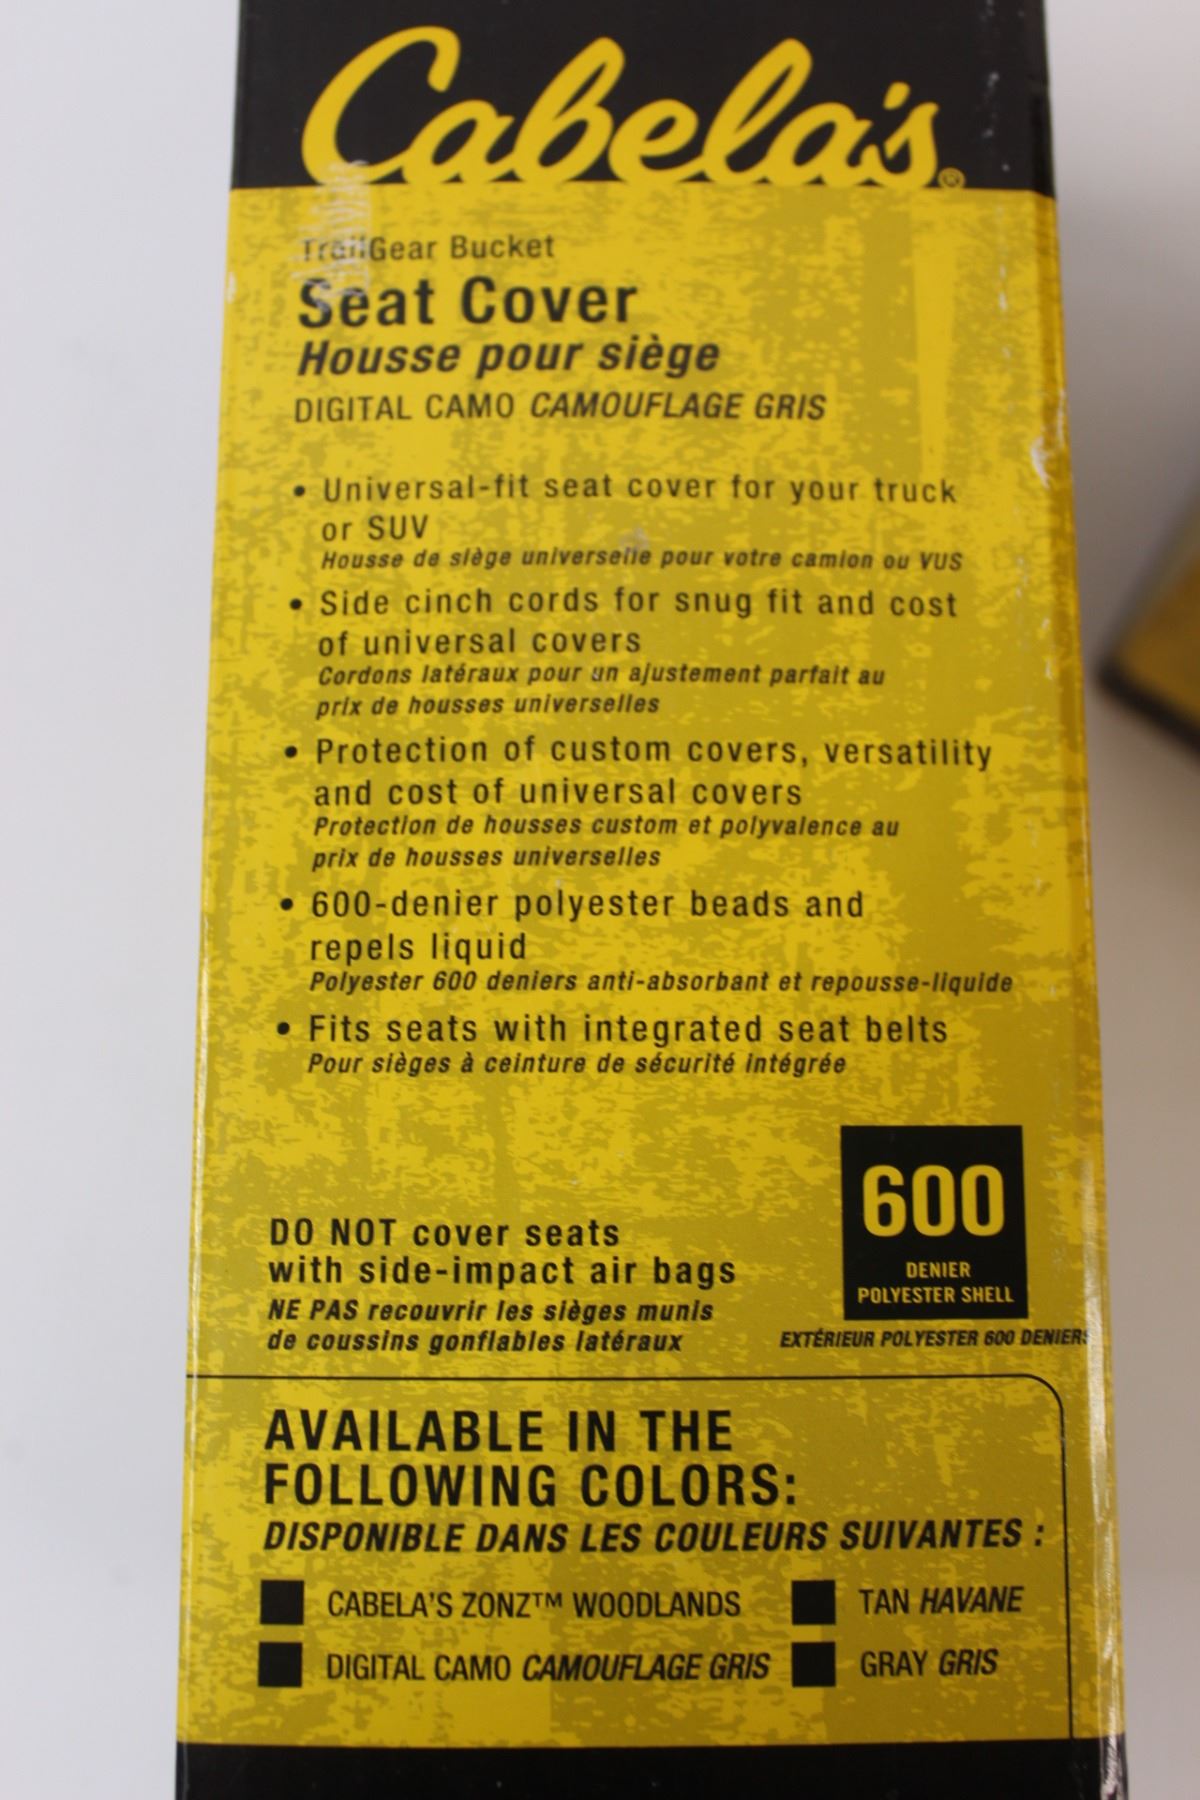 Cabela's®
TrailGear Bucket
Seat Cover
Housse pour siège
DIGITAL CAMO CAMOUFLAGE GRIS
• Universal-fit seat cover for your truck
or SUV
Housse de siège universelle pour votre camion ou VUS
• Side cinch cords for snug fit and cost
of universal covers
Cordons latéraux pour un ajustement parfait au
prix de housses universelles
• Protection of custom covers, versatility
and cost of universal covers
Protection de housses custom et polyvalence au
prix de housses universelles
• 600-denier polyester beads and
repels liquid
Polyester 600 deniers anti-absorbant et repousse-liquide
• Fits seats with integrated seat belts
Pour sièges à ceinture de sécurité intégrée
DO NOT cover seats
with side-impact air bags
NE PAS recouvrir les sièges munis
de coussins gonflables latéraux
600
DENIER
POLYESTER SHELL
EXTÉRIEUR POLYESTER 600 DENIERS
AVAILABLE IN THE
FOLLOWING COLORS:
DISPONIBLE DANS LES COULEURS SUIVANTES :
CABELA'S ZONZ™ WOODLANDS
TAN HAVANE
DIGITAL CAMO CAMOUFLAGE GRIS
GRAY GRIS